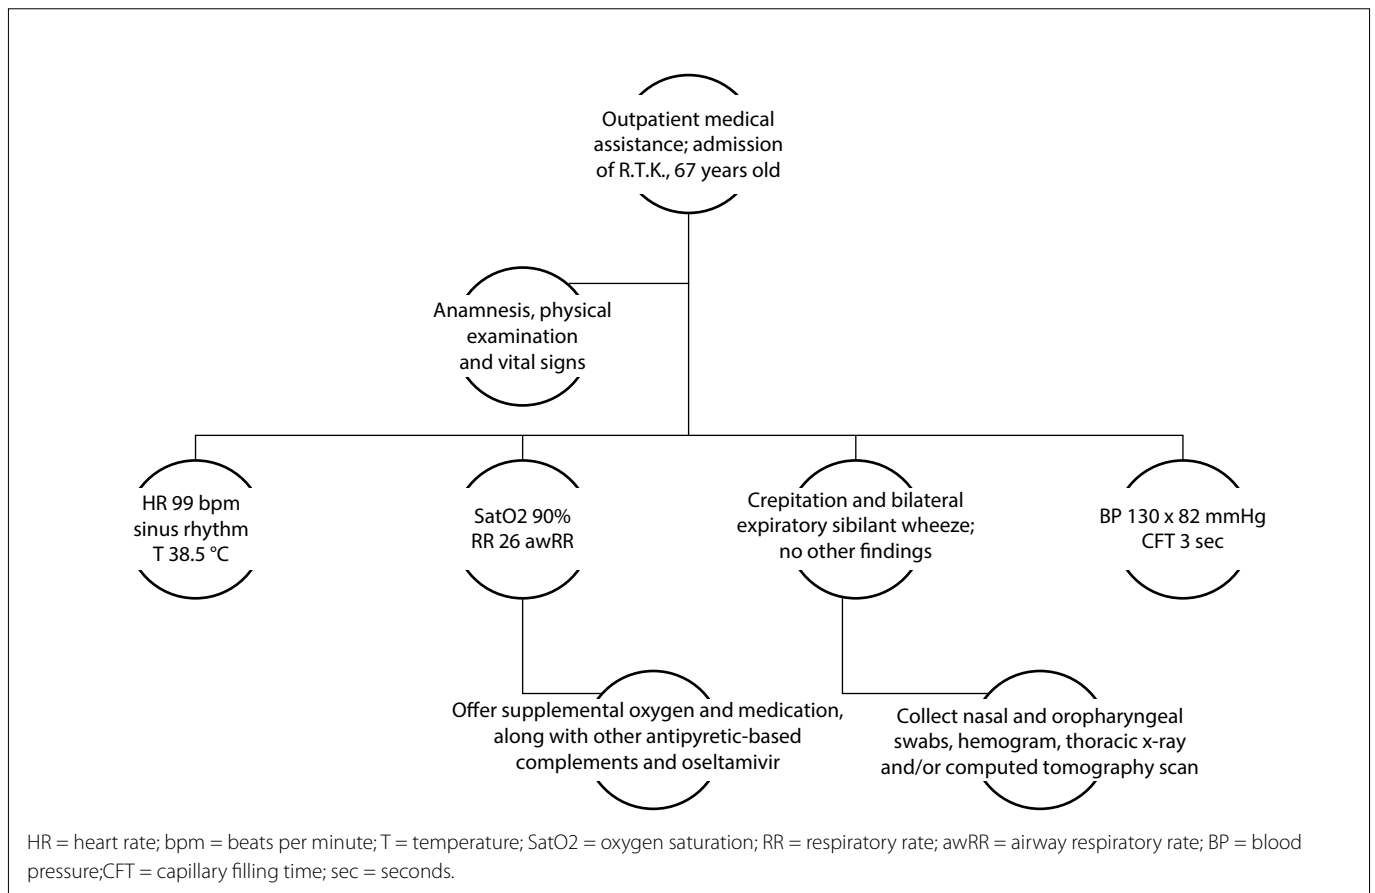 Outpatient medical
assistance; admission
of R.T.K., 67 years old
Anamnesis, physical
examination
and vital signs
HR 99 bpm
sinus rhythm
T 38.5 °C
SatO2 90%
RR 26 awRR
Crepitation and bilateral
expiratory sibilant wheeze;
no other findings
BP 130 x 82 mmHg
CFT 3 sec
Offer supplemental oxygen and medication,
along with other antipyretic-based
complements and oseltamivir
Collect nasal and oropharyngeal
swabs, hemogram, thoracic x-ray
and/or computed tomography scan
HR = heart rate; bpm = beats per minute; T = temperature; SatO2 = oxygen saturation; RR = respiratory rate; awRR = airway respiratory rate; BP = blood
pressure;CFT = capillary filling time; sec = seconds.